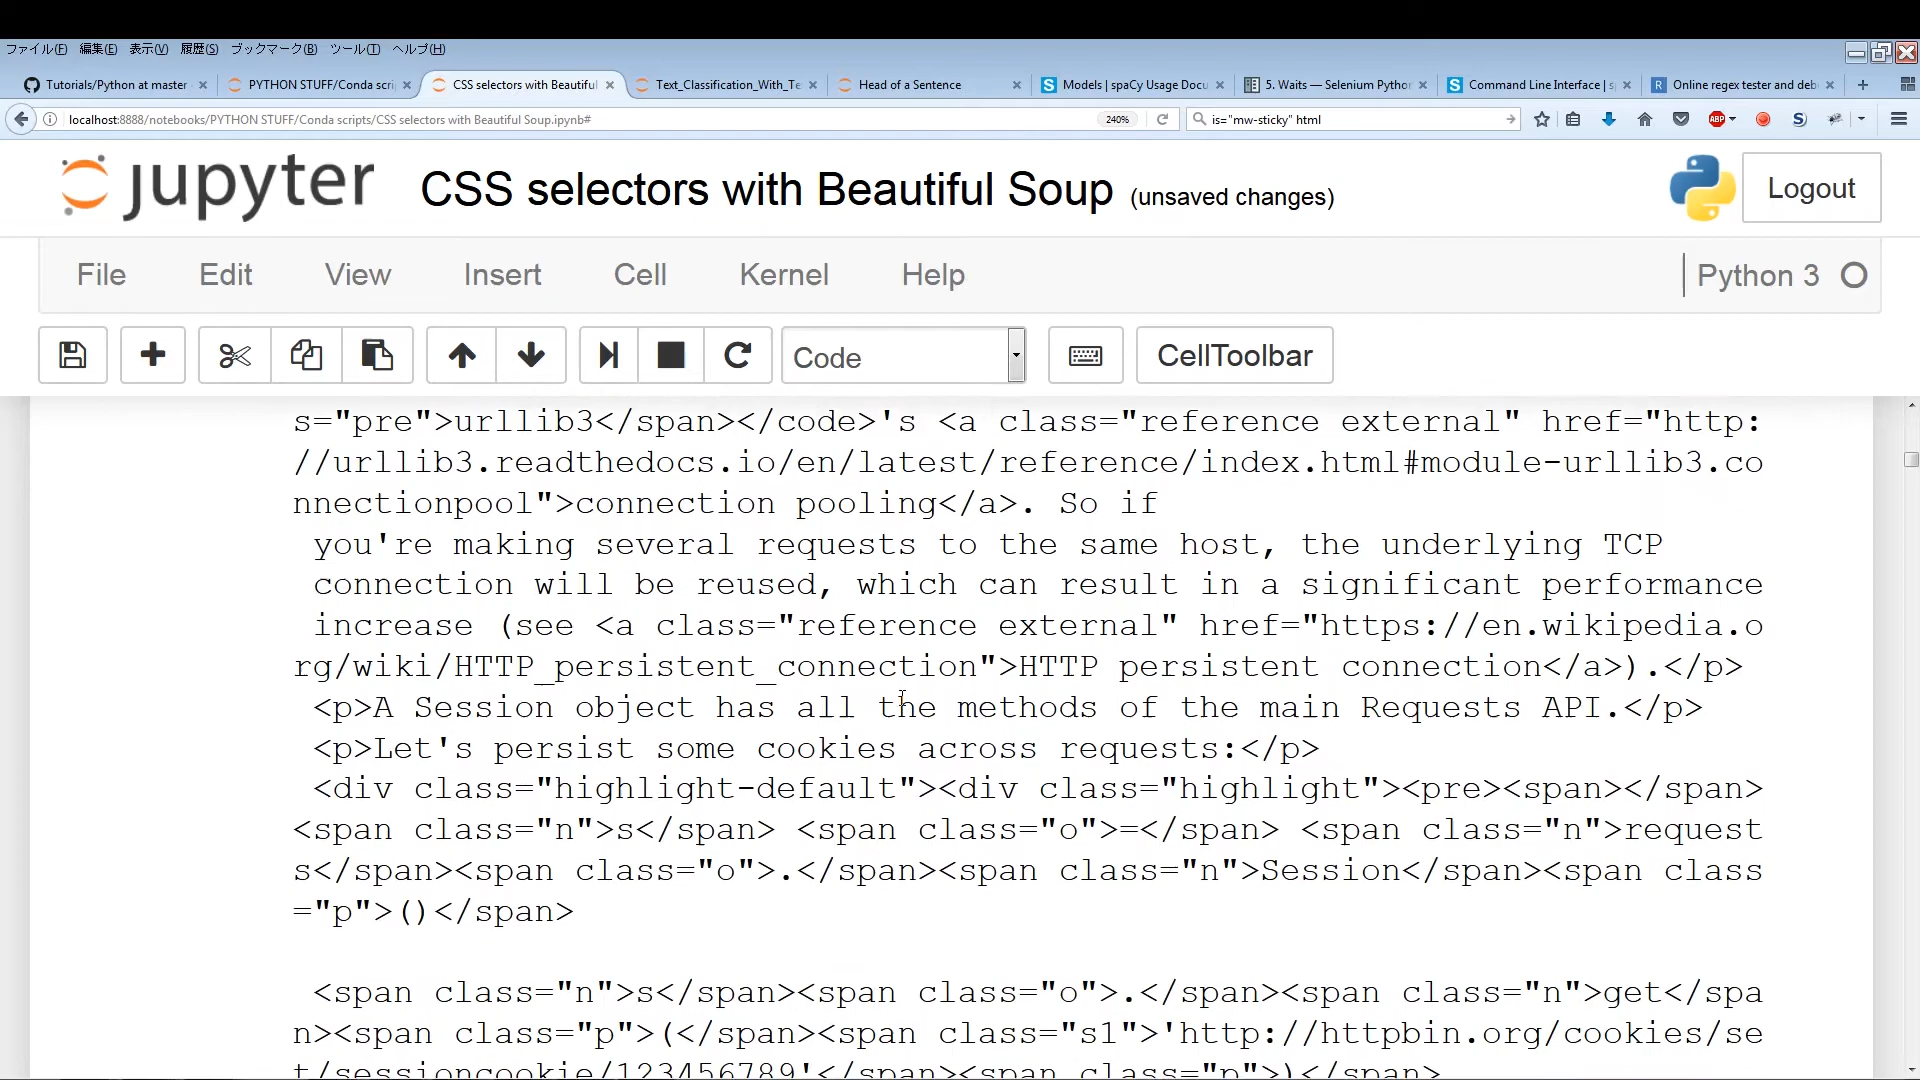 ファイル(F) 編集(E) 表示(V) 履歴(S) ブックマーク(B) ツール(T) ヘルプ(H)
Tutorials/Python at master PYTHON STUFF/Conda scri CSS selectors with Beautiful Text_Classification_With_Te Head of a Sentence Models | spaCy Usage Docu 5. Waits — Selenium Python Command Line Interface | s Online regex tester and deb
localhost:8888/notebooks/PYTHON STUFF/Conda scripts/CSS selectors with Beautiful Soup.ipynb# 240% is="mw-sticky" html ABP S
jupyter CSS selectors with Beautiful Soup (unsaved changes) Logout
File Edit View Insert Cell Kernel Help Python 3
Code CellToolbar
s="pre">urllib3</span></code>'s <a class="reference external" href="http:
//urllib3.readthedocs.io/en/latest/reference/index.html#module-urllib3.co
nnectionpool">connection pooling</a>. So if
you're making several requests to the same host, the underlying TCP
connection will be reused, which can result in a significant performance
increase (see <a class="reference external" href="https://en.wikipedia.o
rg/wiki/HTTP_persistent_connection">HTTP persistent connection</a>).</p>
<p>A Session object has all the methods of the main Requests API.</p>
<p>Let's persist some cookies across requests:</p>
<div class="highlight-default"><div class="highlight"><pre><span></span>
<span class="n">s</span> <span class="o">=</span> <span class="n">request
s</span><span class="o">.</span><span class="n">Session</span><span class
="p">()</span>
<span class="n">s</span><span class="o">.</span><span class="n">get</spa
n><span class="p">(</span><span class="s1">'http://httpbin.org/cookies/se
t/sessioncookie/123456789'</span><span class="p">)</span>